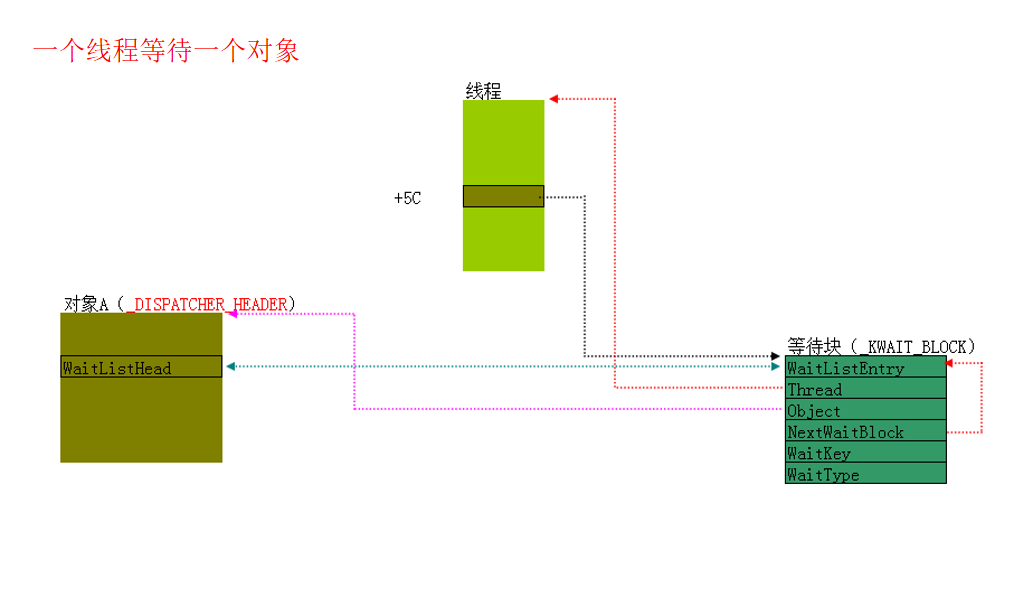 一个线程等待一个对象
线程
+5C
对象A（_DISPATCHER_HEADER）
WaitListHead
等待块（_KWAIT_BLOCK）
WaitListEntry
Thread
Object
NextWaitBlock
WaitKey
WaitType